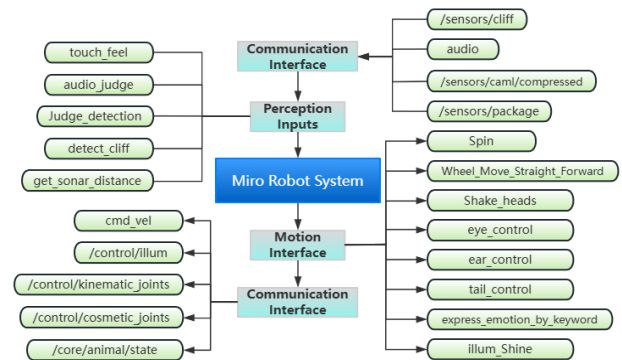 touch_feel
audio_judge
Judge_detection
detect_cliff
get_sonar_distance
Communication
Interface
Perception
Inputs
/sensors/cliff
audio
/sensors/caml/compressed
/sensors/package
Miro Robot System
Motion
Interface
Communication
Interface
cmd_vel
/control/illum
/control/kinematic_joints
/control/cosmetic_joints
/core/animal/state
Spin
Wheel_Move_Straight_Forward
Shake_heads
eye_control
ear_control
tail_control
express_emotion_by_keyword
illum_Shine